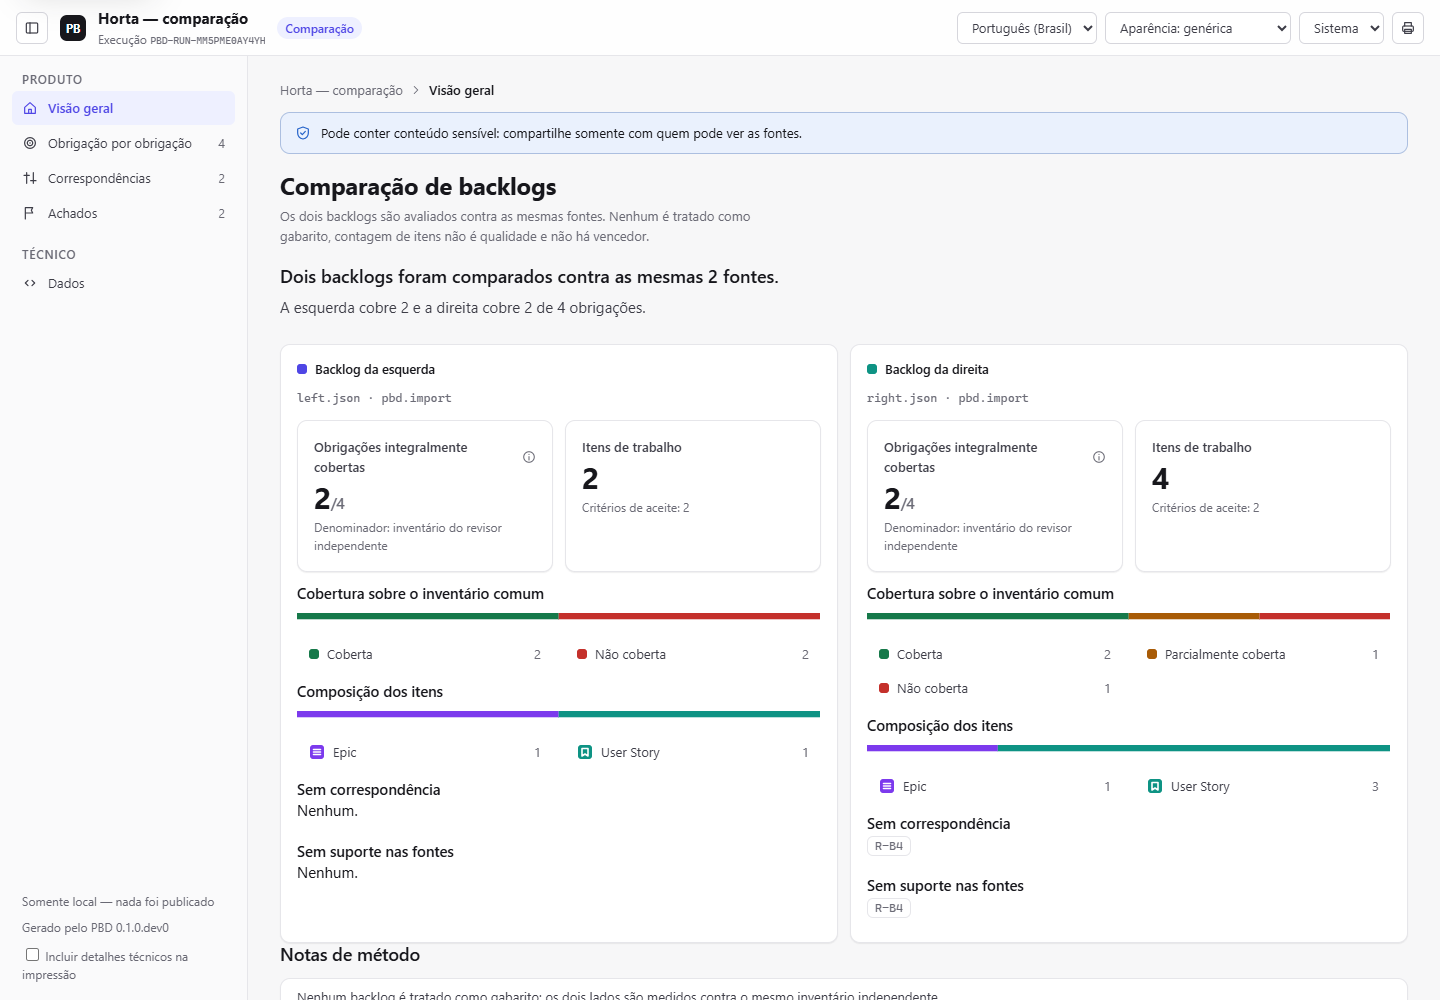 PB
Horta — comparação
Execução PBD-RUN-MM5PME0AY4YH
Comparação
Português (Brasil)
Aparência: genérica
Sistema
PRODUTO
Visão geral
Obrigação por obrigação 4
Correspondências 2
Achados 2
TÉCNICO
Dados
Somente local — nada foi publicado
Gerado pelo PBD 0.1.0.dev0
Incluir detalhes técnicos na
impressão
Horta — comparação > Visão geral
Pode conter conteúdo sensível: compartilhe somente com quem pode ver as fontes.
Comparação de backlogs
Os dois backlogs são avaliados contra as mesmas fontes. Nenhum é tratado como
gabarito, contagem de itens não é qualidade e não há vencedor.
Dois backlogs foram comparados contra as mesmas 2 fontes.
A esquerda cobre 2 e a direita cobre 2 de 4 obrigações.
Backlog da esquerda
left.json · pbd.import
Obrigações integralmente
cobertas
2/4
Denominador: inventário do revisor
independente
Itens de trabalho
2
Critérios de aceite: 2
Cobertura sobre o inventário comum
Coberta 2
Não coberta 2
Composição dos itens
Epic 1
User Story 1
Sem correspondência
Nenhum.
Sem suporte nas fontes
Nenhum.
Backlog da direita
right.json · pbd.import
Obrigações integralmente
cobertas
2/4
Denominador: inventário do revisor
independente
Itens de trabalho
4
Critérios de aceite: 2
Cobertura sobre o inventário comum
Coberta 2
Parcialmente coberta 1
Não coberta 1
Composição dos itens
Epic 1
User Story 3
Sem correspondência
R-B4
Sem suporte nas fontes
R-B4
Notas de método
Nenhum backlog é tratado como gabarito: os dois lados são medidos contra o mesmo inventário independente.